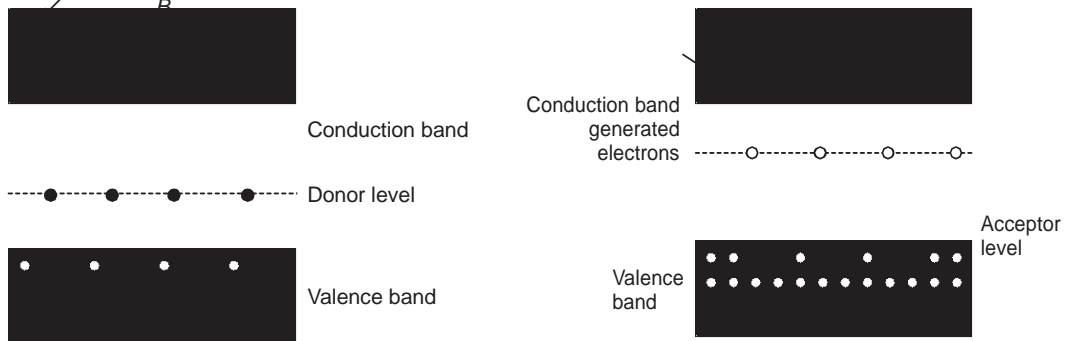 Conduction band
Donor level
Valence band
Conduction band
generated
electrons
Acceptor
level
Valence
band